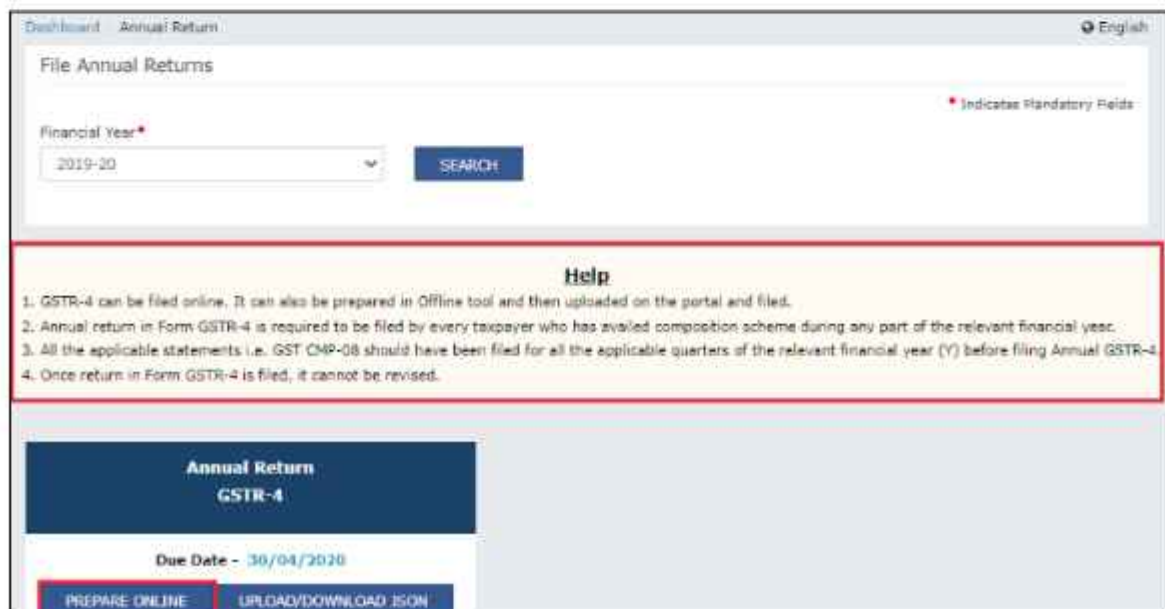 Dashboard Annual Return English
File Annual Returns
• Indicates Mandatory Fields
Financial Year•
2019-20 SEARCH
Help
1. GSTR-4 can be filed online. It can also be prepared in Offline tool and then uploaded on the portal and filed.
2. Annual return in Form GSTR-4 is required to be filed by every taxpayer who has availed composition scheme during any part of the relevant financial year.
3. All the applicable statements i.e. GST CMP-08 should have been filed for all the applicable quarters of the relevant financial year (Y) before filing Annual GSTR-4.
4. Once return in Form GSTR-4 is filed, it cannot be revised.
Annual Return
GSTR-4
Due Date - 30/04/2020
PREPARE ONLINE UPLOAD/DOWNLOAD JSON